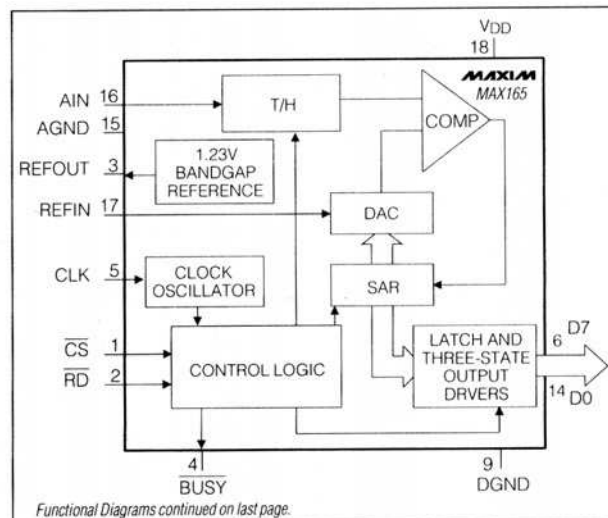 VDD
18
MAXIM
MAX165
AIN 16
T/H
COMP
AGND 15
REFOUT 3
1.23V
BANDGAP
REFERENCE
REFIN 17
DAC
CLK 5
CLOCK
OSCILLATOR
SAR
CS 1
RD 2
CONTROL LOGIC
LATCH AND
THREE-STATE
OUTPUT
DRVERS
6 D7
14 D0
4
BUSY
9
DGND
Functional Diagrams continued on last page.